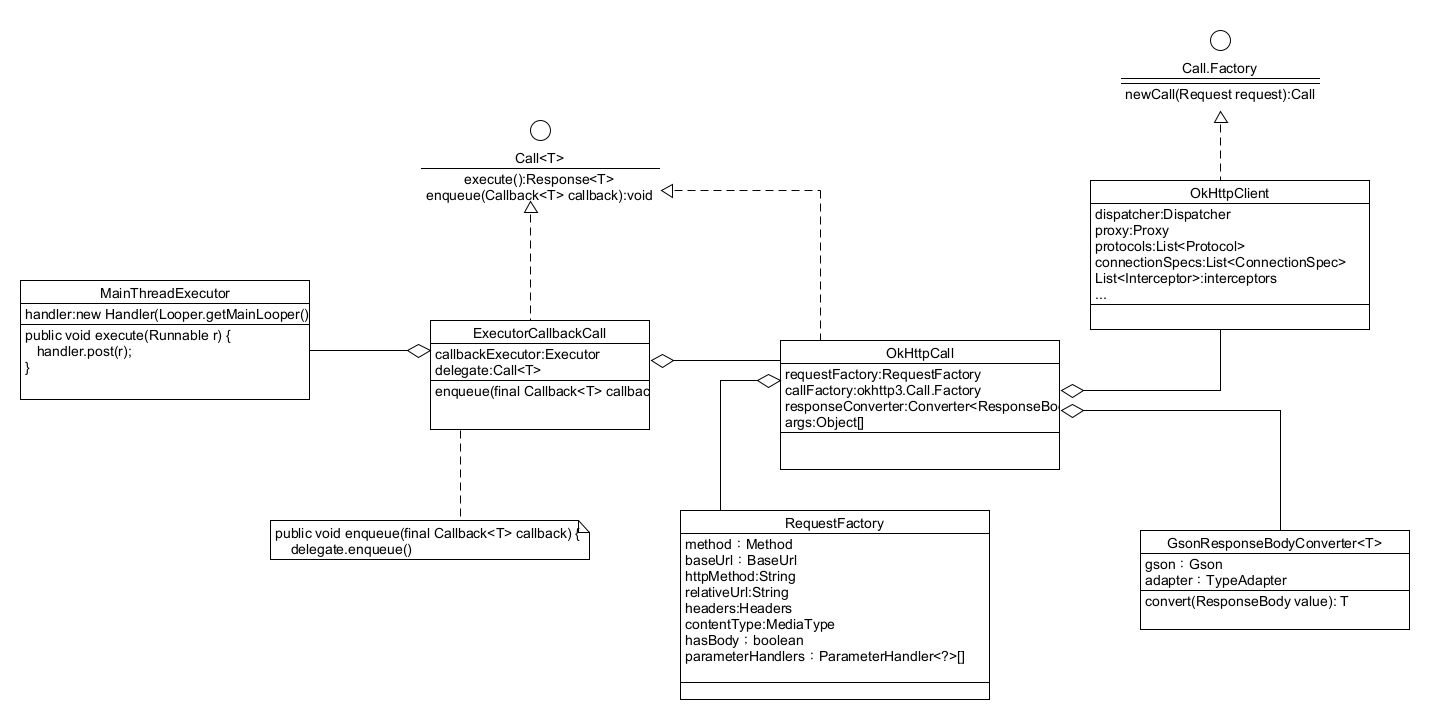 Call.Factory
newCall(Request request):Call
Call<T>
execute():Response<T>
enqueue(Callback<T> callback):void
OkHttpClient
dispatcher:Dispatcher
proxy:Proxy
protocols:List<Protocol>
connectionSpecs:List<ConnectionSpec>
List<Interceptor>:interceptors
...
MainThreadExecutor
handler:new Handler(Looper.getMainLooper()
public void execute(Runnable r) {
handler.post(r);
}
ExecutorCallbackCall
callbackExecutor:Executor
delegate:Call<T>
enqueue(final Callback<T> callbac
OkHttpCall
requestFactory:RequestFactory
callFactory:okhttp3.Call.Factory
responseConverter:Converter<ResponseBo
args:Object[]
public void enqueue(final Callback<T> callback) {
delegate.enqueue()
RequestFactory
method：Method
baseUrl：BaseUrl
httpMethod:String
relativeUrl:String
headers:Headers
contentType:MediaType
hasBody；boolean
parameterHandlers：ParameterHandler<?>[]
GsonResponseBodyConverter<T>
gson：Gson
adapter：TypeAdapter
convert(ResponseBody value): T